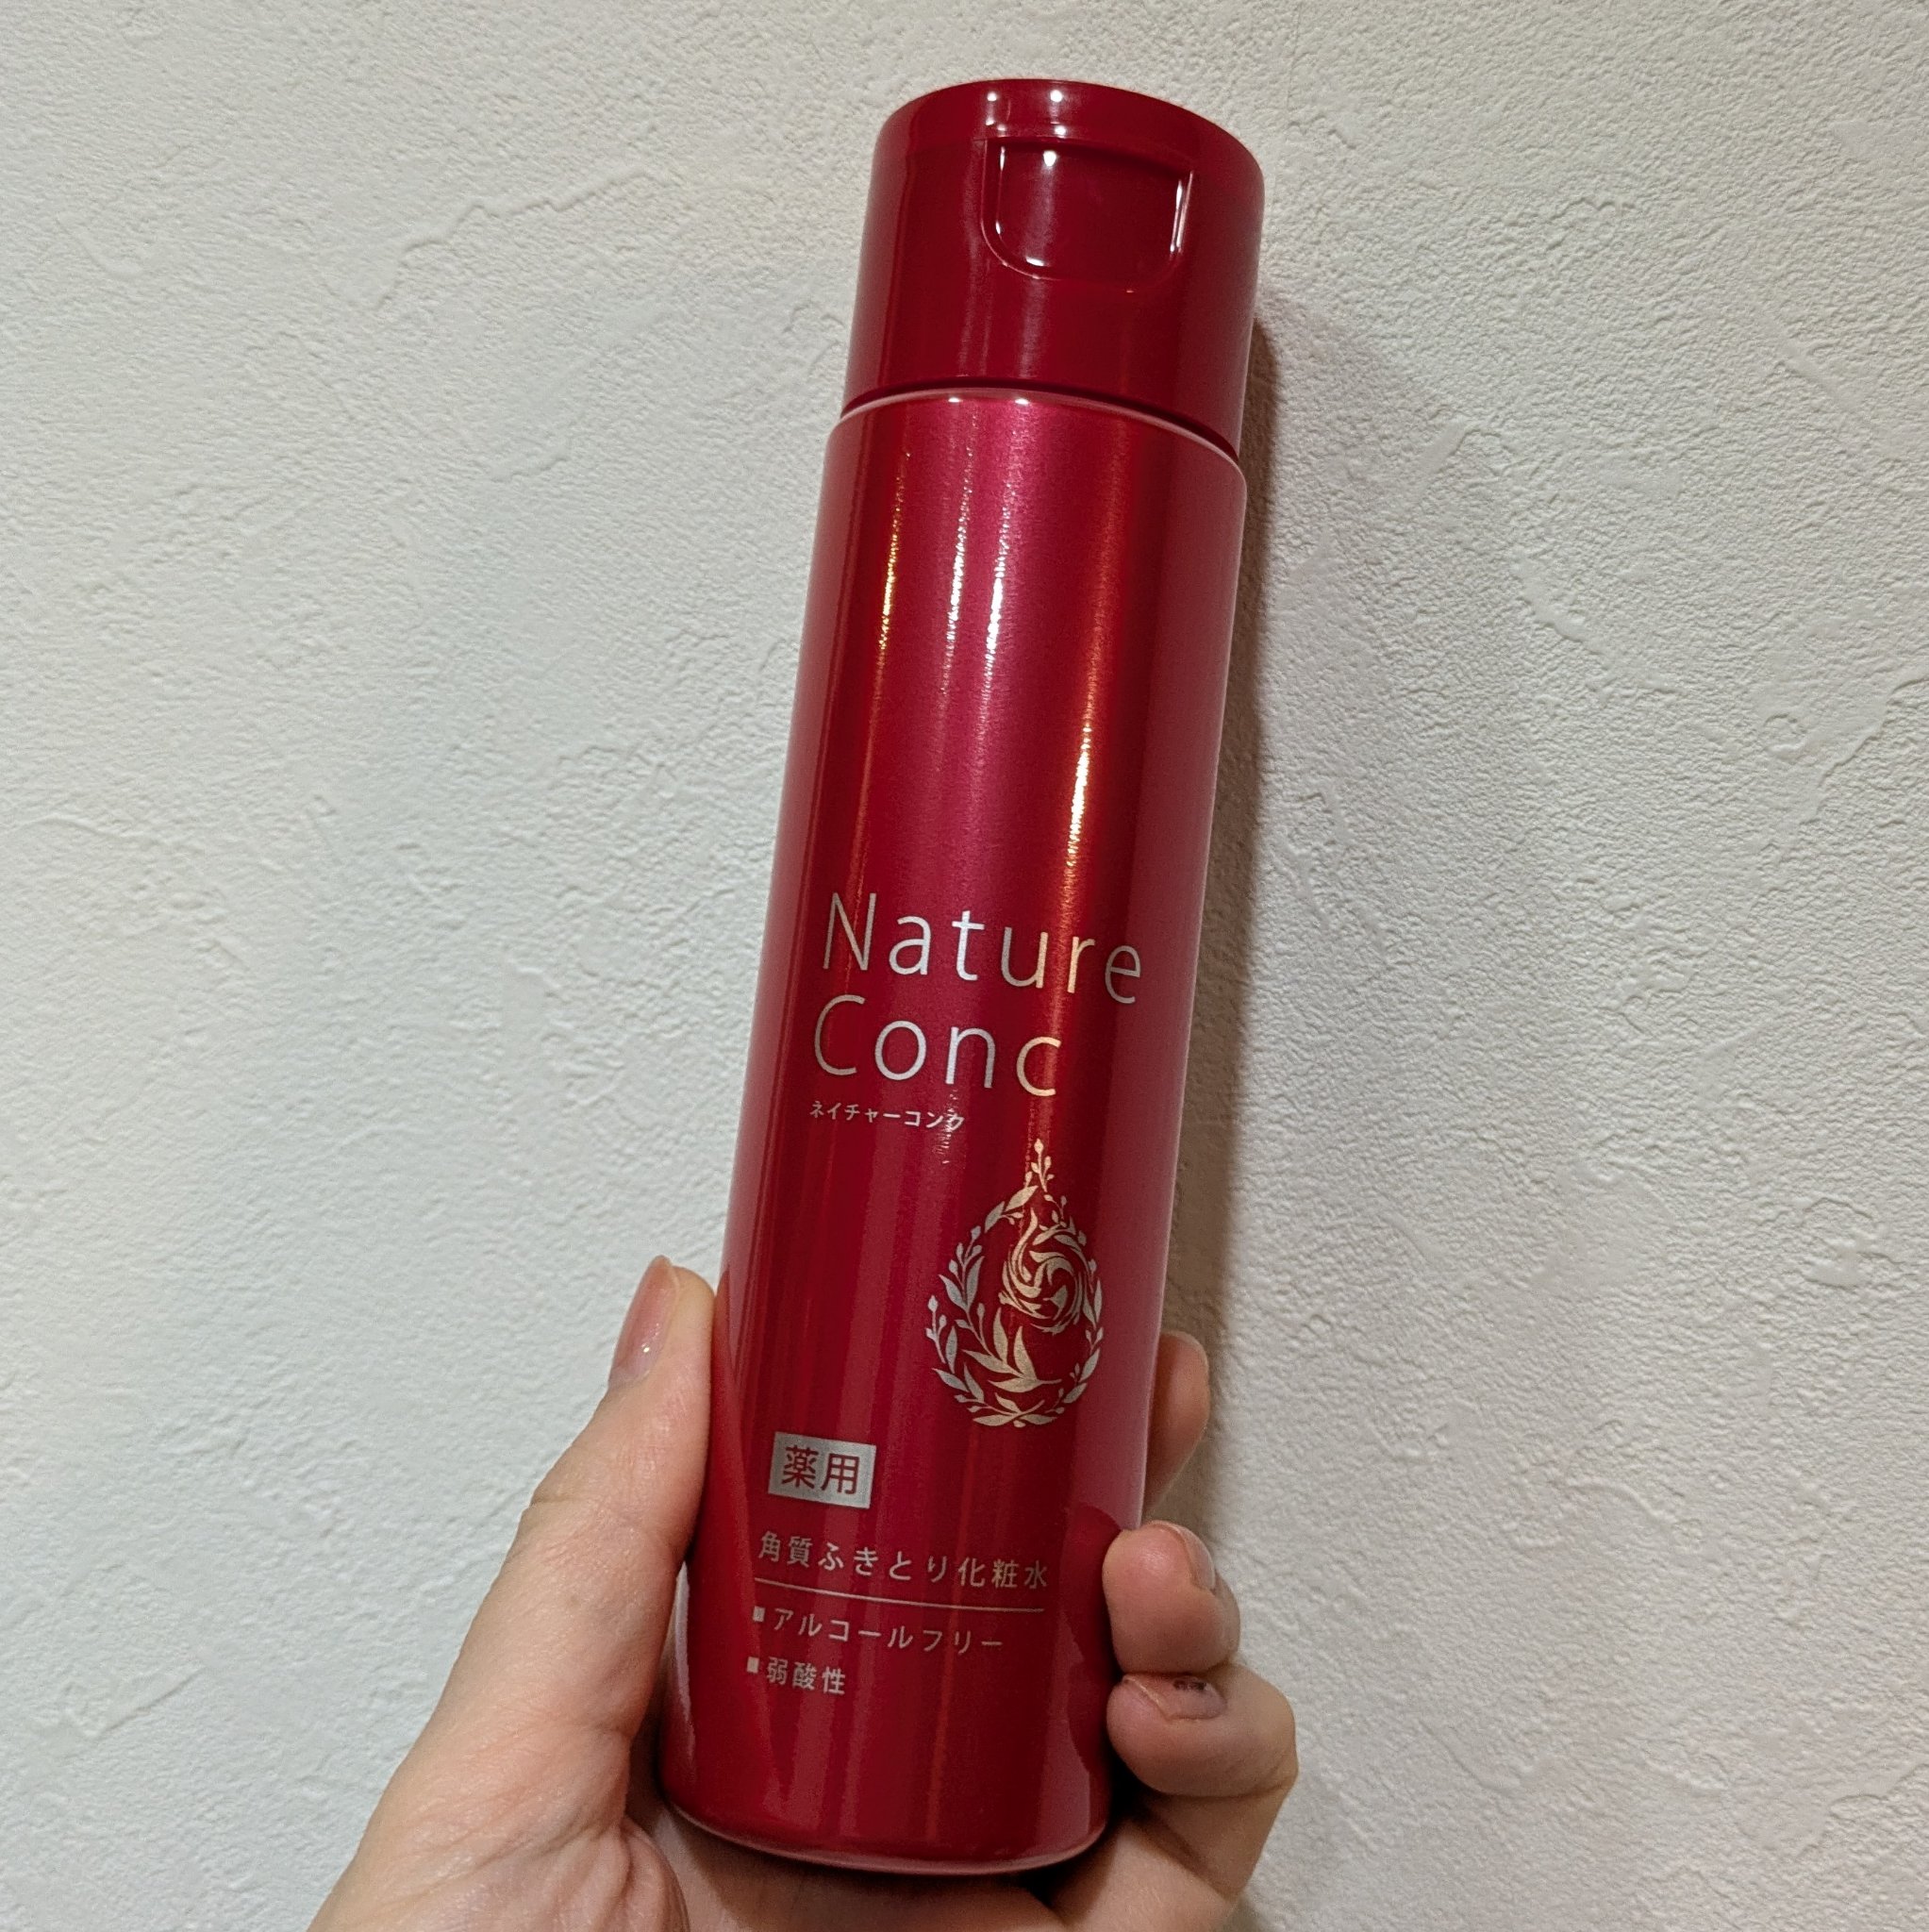 Nature
Conc
ネイチャーコンク
薬用
角質ふきとり化粧水
■アルコールフリー
■弱酸性